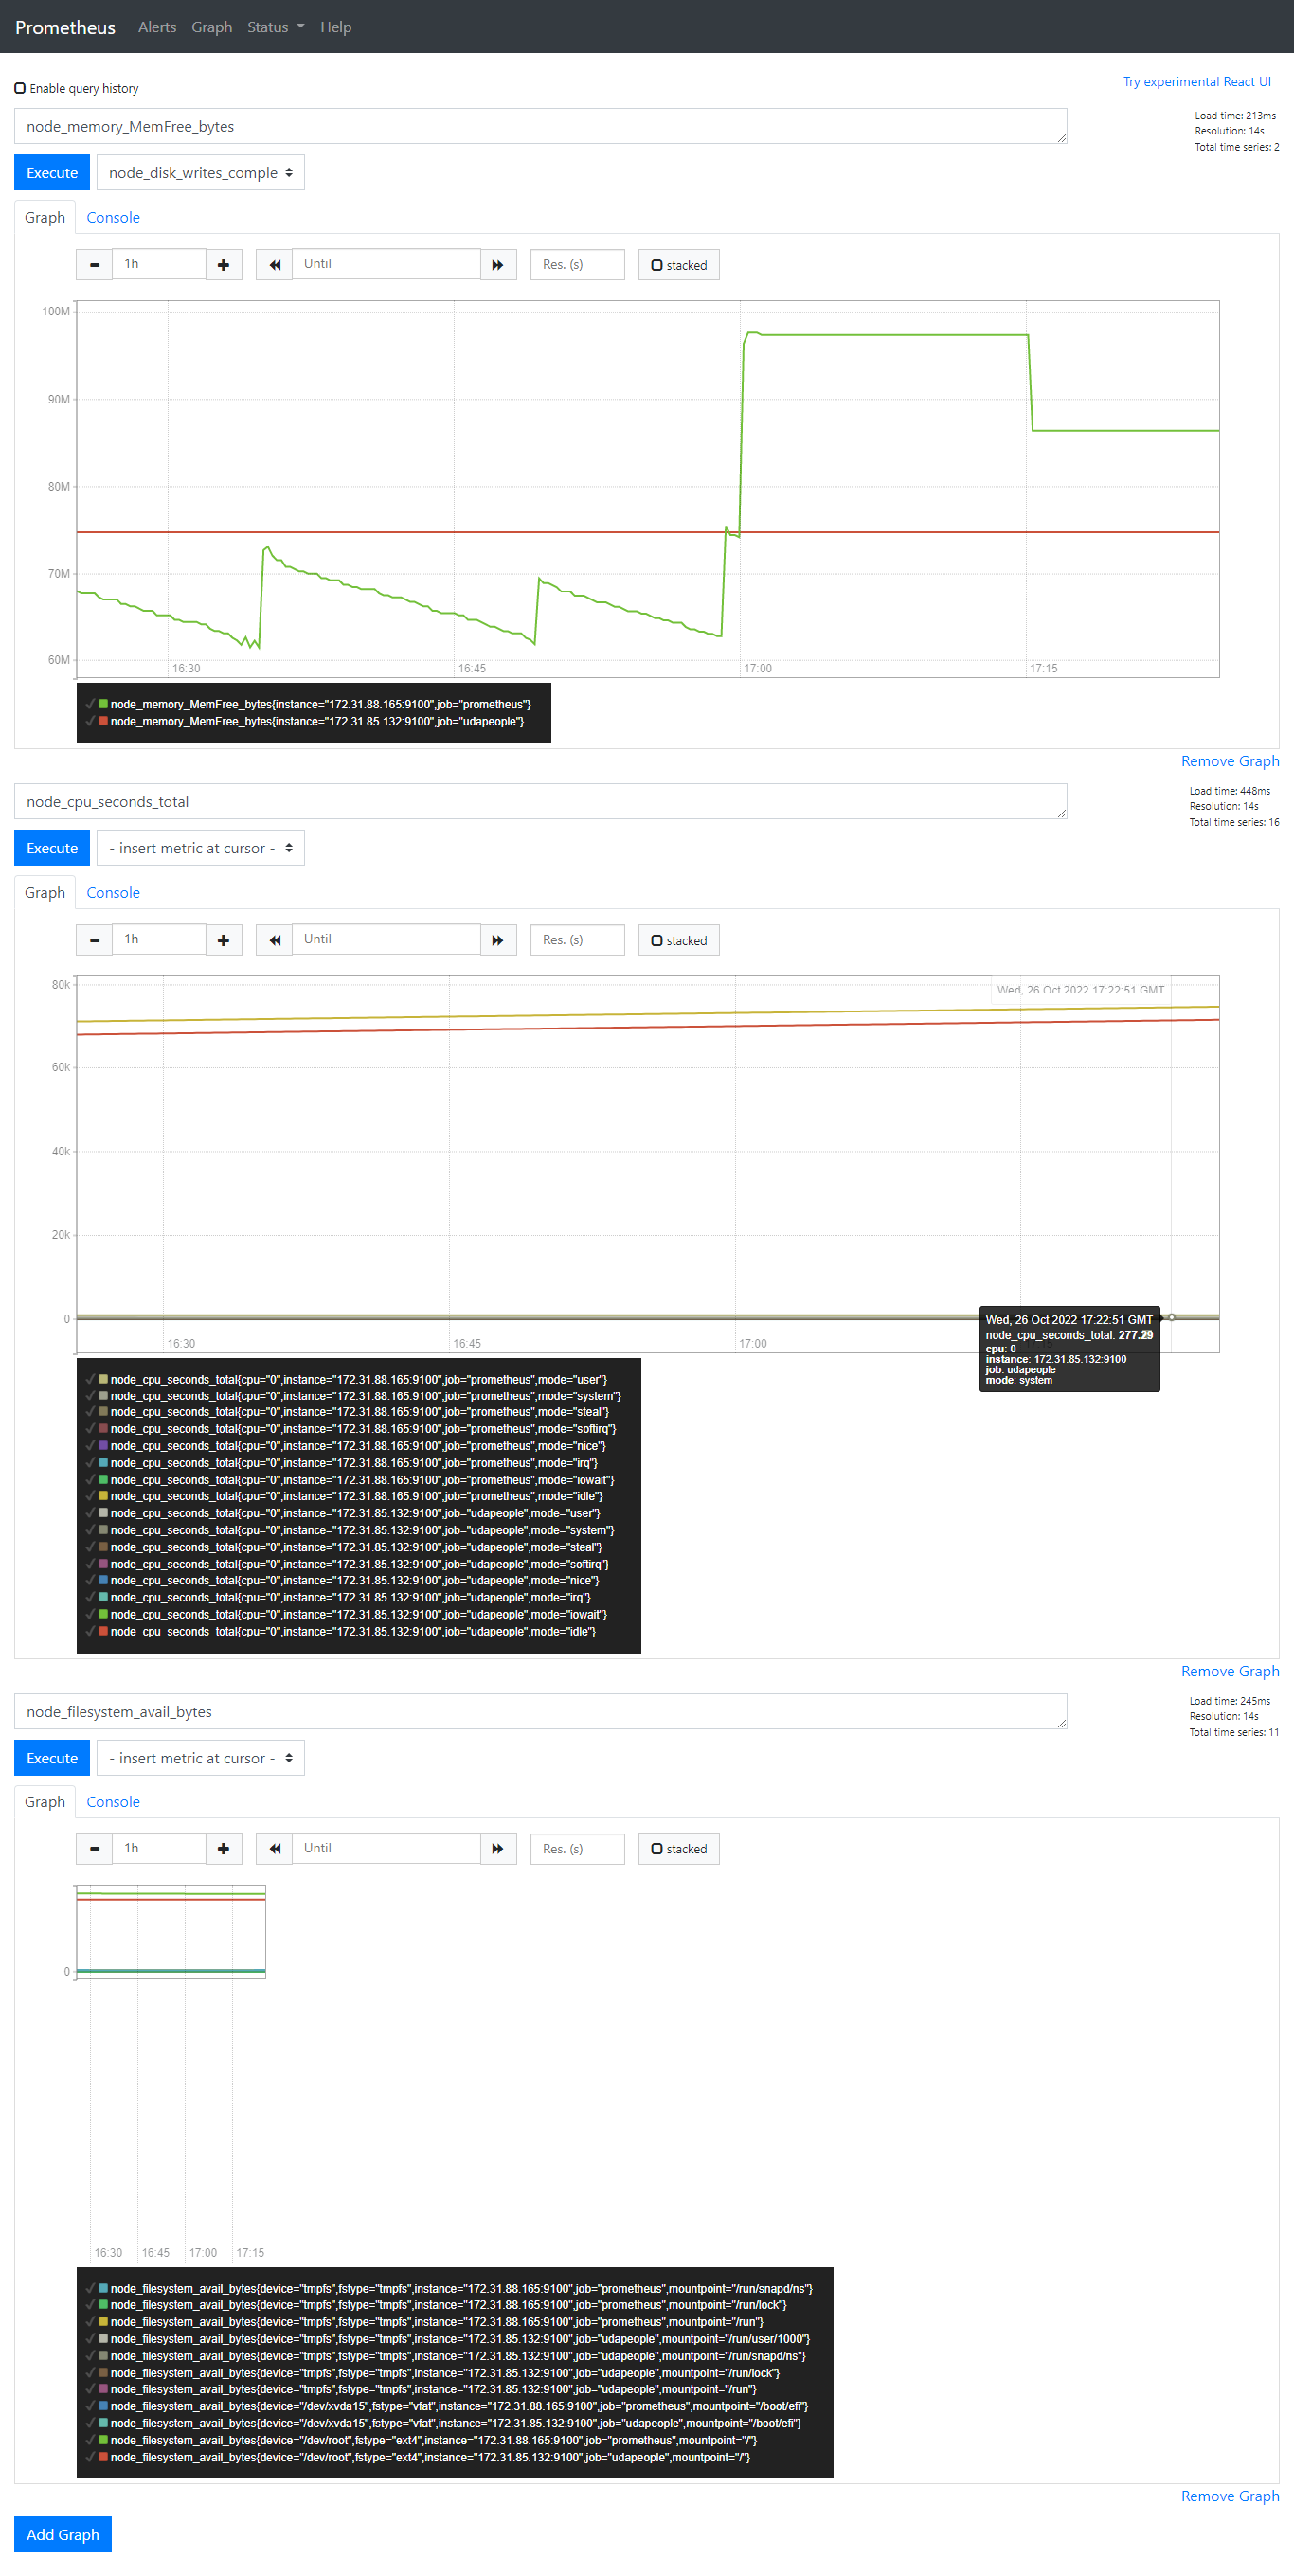 Prometheus Alerts Graph Status Help
Enable query history
Try experimental React UI
node_memory_MemFree_bytes
Load time: 213ms
Resolution: 14s
Total time series: 2
Execute node_disk_writes_comple
Graph Console
1h Until Res. (s) stacked
100M
90M
80M
70M
60M
16:30 16:45 17:00 17:15
node_memory_MemFree_bytes{instance="172.31.88.165:9100",job="prometheus"}
node_memory_MemFree_bytes{instance="172.31.85.132:9100",job="udapeople"}
Remove Graph
node_cpu_seconds_total
Load time: 448ms
Resolution: 14s
Total time series: 16
Execute - insert metric at cursor -
Graph Console
1h Until Res. (s) stacked
80k
Wed, 26 Oct 2022 17:22:51 GMT
60k
40k
20k
0
16:30 16:45 17:00
Wed, 26 Oct 2022 17:22:51 GMT
node_cpu_seconds_total: 277.29
cpu: 0
instance: 172.31.85.132:9100
job: udapeople
mode: system
node_cpu_seconds_total{cpu="0",instance="172.31.88.165:9100",job="prometheus",mode="user"}
node_cpu_seconds_total{cpu="0",instance="172.31.88.165:9100",job="prometheus",mode="system"}
node_cpu_seconds_total{cpu="0",instance="172.31.88.165:9100",job="prometheus",mode="steal"}
node_cpu_seconds_total{cpu="0",instance="172.31.88.165:9100",job="prometheus",mode="softirq"}
node_cpu_seconds_total{cpu="0",instance="172.31.88.165:9100",job="prometheus",mode="nice"}
node_cpu_seconds_total{cpu="0",instance="172.31.88.165:9100",job="prometheus",mode="irq"}
node_cpu_seconds_total{cpu="0",instance="172.31.88.165:9100",job="prometheus",mode="iowait"}
node_cpu_seconds_total{cpu="0",instance="172.31.88.165:9100",job="prometheus",mode="idle"}
node_cpu_seconds_total{cpu="0",instance="172.31.85.132:9100",job="udapeople",mode="user"}
node_cpu_seconds_total{cpu="0",instance="172.31.85.132:9100",job="udapeople",mode="system"}
node_cpu_seconds_total{cpu="0",instance="172.31.85.132:9100",job="udapeople",mode="steal"}
node_cpu_seconds_total{cpu="0",instance="172.31.85.132:9100",job="udapeople",mode="softirq"}
node_cpu_seconds_total{cpu="0",instance="172.31.85.132:9100",job="udapeople",mode="nice"}
node_cpu_seconds_total{cpu="0",instance="172.31.85.132:9100",job="udapeople",mode="irq"}
node_cpu_seconds_total{cpu="0",instance="172.31.85.132:9100",job="udapeople",mode="iowait"}
node_cpu_seconds_total{cpu="0",instance="172.31.85.132:9100",job="udapeople",mode="idle"}
Remove Graph
node_filesystem_avail_bytes
Load time: 245ms
Resolution: 14s
Total time series: 11
Execute - insert metric at cursor -
Graph Console
1h Until Res. (s) stacked
0
16:30 16:45 17:00 17:15
node_filesystem_avail_bytes{device="tmpfs",fstype="tmpfs",instance="172.31.88.165:9100",job="prometheus",mountpoint="/run/snapd/ns"}
node_filesystem_avail_bytes{device="tmpfs",fstype="tmpfs",instance="172.31.88.165:9100",job="prometheus",mountpoint="/run/lock"}
node_filesystem_avail_bytes{device="tmpfs",fstype="tmpfs",instance="172.31.88.165:9100",job="prometheus",mountpoint="/run"}
node_filesystem_avail_bytes{device="tmpfs",fstype="tmpfs",instance="172.31.85.132:9100",job="udapeople",mountpoint="/run/user/1000"}
node_filesystem_avail_bytes{device="tmpfs",fstype="tmpfs",instance="172.31.85.132:9100",job="udapeople",mountpoint="/run/snapd/ns"}
node_filesystem_avail_bytes{device="tmpfs",fstype="tmpfs",instance="172.31.85.132:9100",job="udapeople",mountpoint="/run/lock"}
node_filesystem_avail_bytes{device="tmpfs",fstype="tmpfs",instance="172.31.85.132:9100",job="udapeople",mountpoint="/run"}
node_filesystem_avail_bytes{device="/dev/xvda15",fstype="vfat",instance="172.31.88.165:9100",job="prometheus",mountpoint="/boot/efi"}
node_filesystem_avail_bytes{device="/dev/xvda15",fstype="vfat",instance="172.31.85.132:9100",job="udapeople",mountpoint="/boot/efi"}
node_filesystem_avail_bytes{device="/dev/root",fstype="ext4",instance="172.31.88.165:9100",job="prometheus",mountpoint="/"}
node_filesystem_avail_bytes{device="/dev/root",fstype="ext4",instance="172.31.85.132:9100",job="udapeople",mountpoint="/"}
Remove Graph
Add Graph